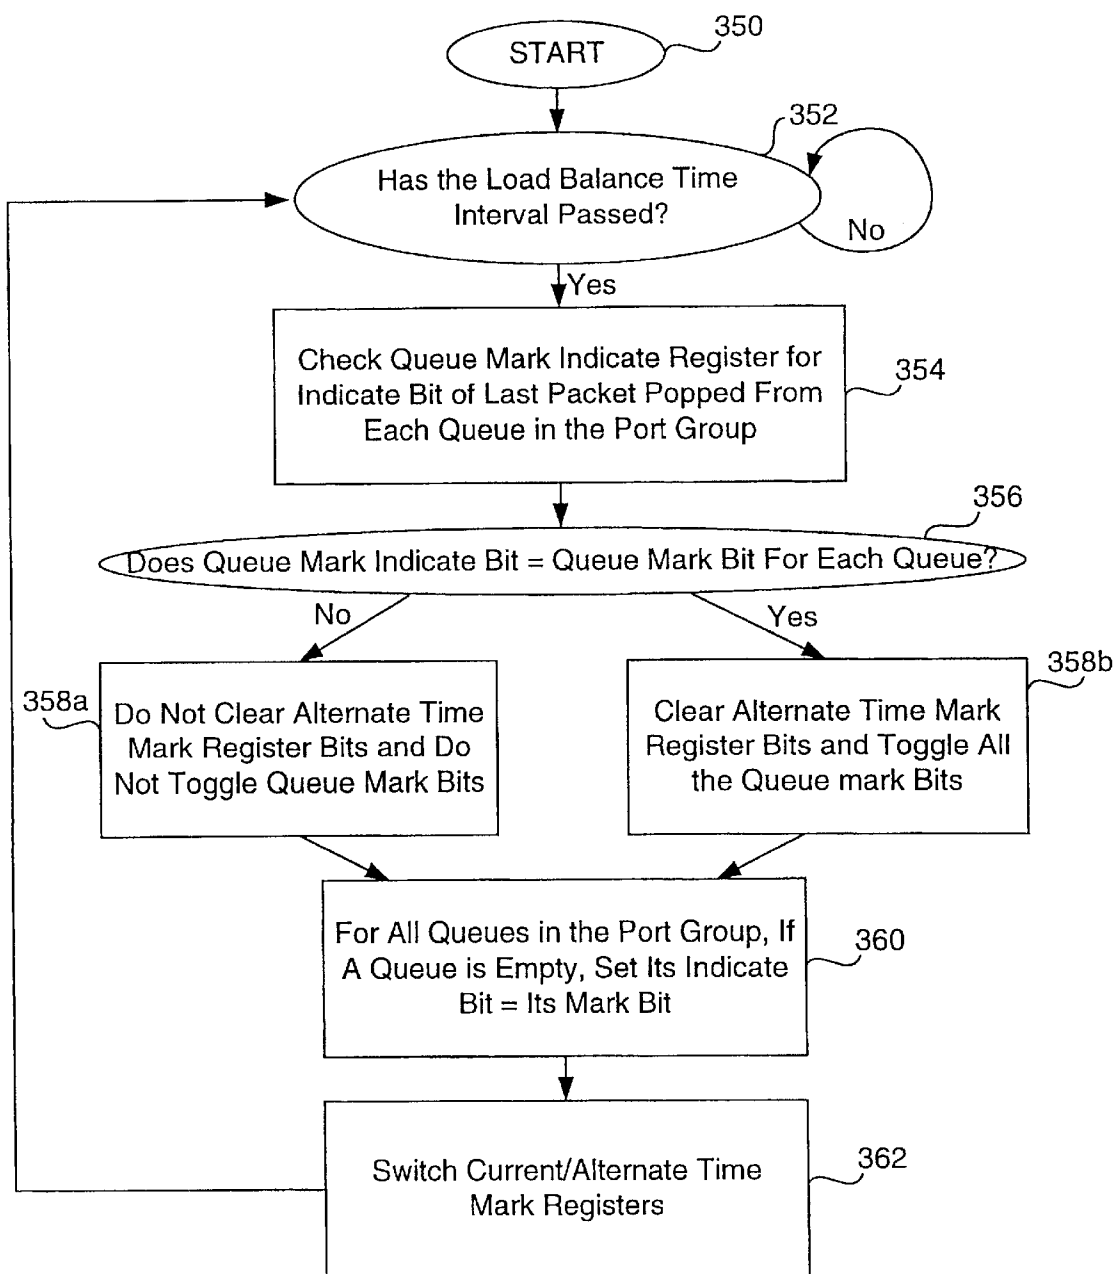 350
START
352
Has the Load Balance Time
Interval Passed?
No
Yes
Check Queue Mark Indicate Register for
Indicate Bit of Last Packet Popped From
Each Queue in the Port Group
354
356
Does Queue Mark Indicate Bit = Queue Mark Bit For Each Queue?
No
Yes
358a
Do Not Clear Alternate Time
Mark Register Bits and Do
Not Toggle Queue Mark Bits
358b
Clear Alternate Time Mark
Register Bits and Toggle All
the Queue mark Bits
For All Queues in the Port Group, If
A Queue is Empty, Set Its Indicate
Bit = Its Mark Bit
360
Switch Current/Alternate Time
Mark Registers
362